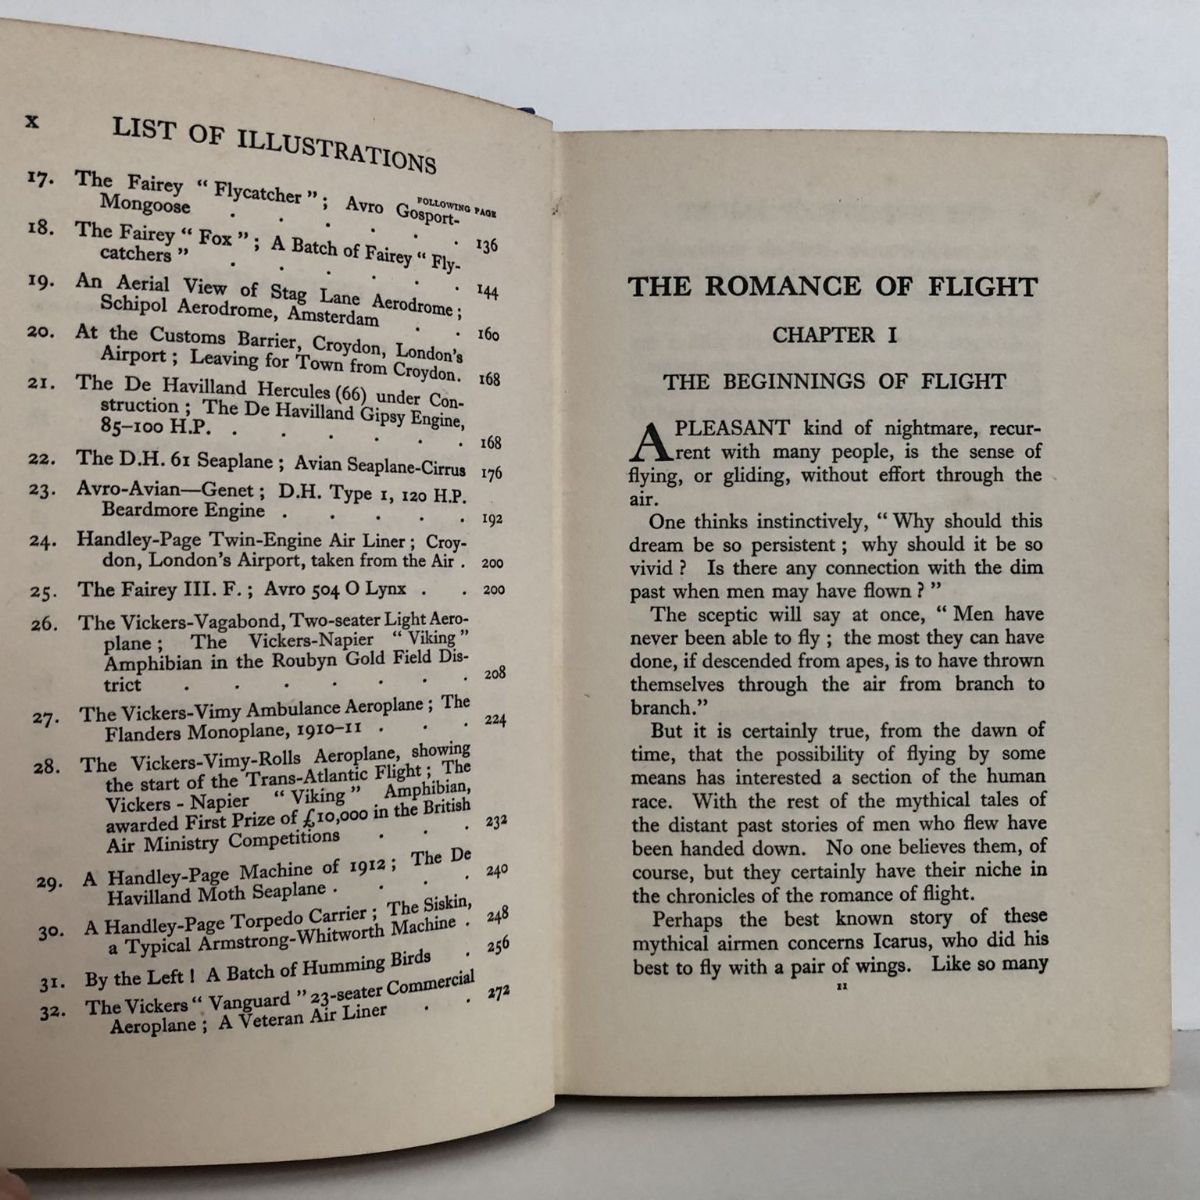 x LIST OF ILLUSTRATIONS
FOLLOWING PAGE
17. The Fairey “ Flycatcher ” ; Avro Gosport-
Mongoose . . . . . . 136
18. The Fairey “ Fox ” ; A Batch of Fairey “ Fly-
catchers ” . . . . . . 144
19. An Aerial View of Stag Lane Aerodrome ;
Schipol Aerodrome, Amsterdam . . 160
20. At the Customs Barrier, Croydon, London’s
Airport ; Leaving for Town from Croydon. 168
21. The De Havilland Hercules (66) under Con-
struction ; The De Havilland Gipsy Engine,
85–100 H.P. . . . . . . 168
22. The D.H. 61 Seaplane ; Avian Seaplane-Cirrus 176
23. Avro-Avian—Genet ; D.H. Type 1, 120 H.P.
Beardmore Engine . . . . . 192
24. Handley-Page Twin-Engine Air Liner ; Croy-
don, London’s Airport, taken from the Air . 200
25. The Fairey III. F. ; Avro 504 O Lynx . . 200
26. The Vickers-Vagabond, Two-seater Light Aero-
plane ; The Vickers-Napier “ Viking ”
Amphibian in the Roubyn Gold Field Dis-
trict . . . . . . . 208
27. The Vickers-Vimy Ambulance Aeroplane ; The
Flanders Monoplane, 1910–11 . . . 224
28. The Vickers-Vimy-Rolls Aeroplane, showing
the start of the Trans-Atlantic Flight ; The
Vickers - Napier “ Viking ” Amphibian,
awarded First Prize of £10,000 in the British
Air Ministry Competitions . . . 232
29. A Handley-Page Machine of 1912 ; The De
Havilland Moth Seaplane . . . . 240
30. A Handley-Page Torpedo Carrier ; The Siskin,
a Typical Armstrong-Whitworth Machine . 248
31. By the Left ! A Batch of Humming Birds . 256
32. The Vickers “ Vanguard ” 23-seater Commercial
Aeroplane ; A Veteran Air Liner . . 272
THE ROMANCE OF FLIGHT
CHAPTER I
THE BEGINNINGS OF FLIGHT
A PLEASANT kind of nightmare, recur-
rent with many people, is the sense of
flying, or gliding, without effort through the
air.
One thinks instinctively, “ Why should this
dream be so persistent ; why should it be so
vivid ? Is there any connection with the dim
past when men may have flown ? ”
The sceptic will say at once, “ Men have
never been able to fly ; the most they can have
done, if descended from apes, is to have thrown
themselves through the air from branch to
branch.”
But it is certainly true, from the dawn of
time, that the possibility of flying by some
means has interested a section of the human
race. With the rest of the mythical tales of
the distant past stories of men who flew have
been handed down. No one believes them, of
course, but they certainly have their niche in
the chronicles of the romance of flight.
Perhaps the best known story of these
mythical airmen concerns Icarus, who did his
best to fly with a pair of wings. Like so many
11